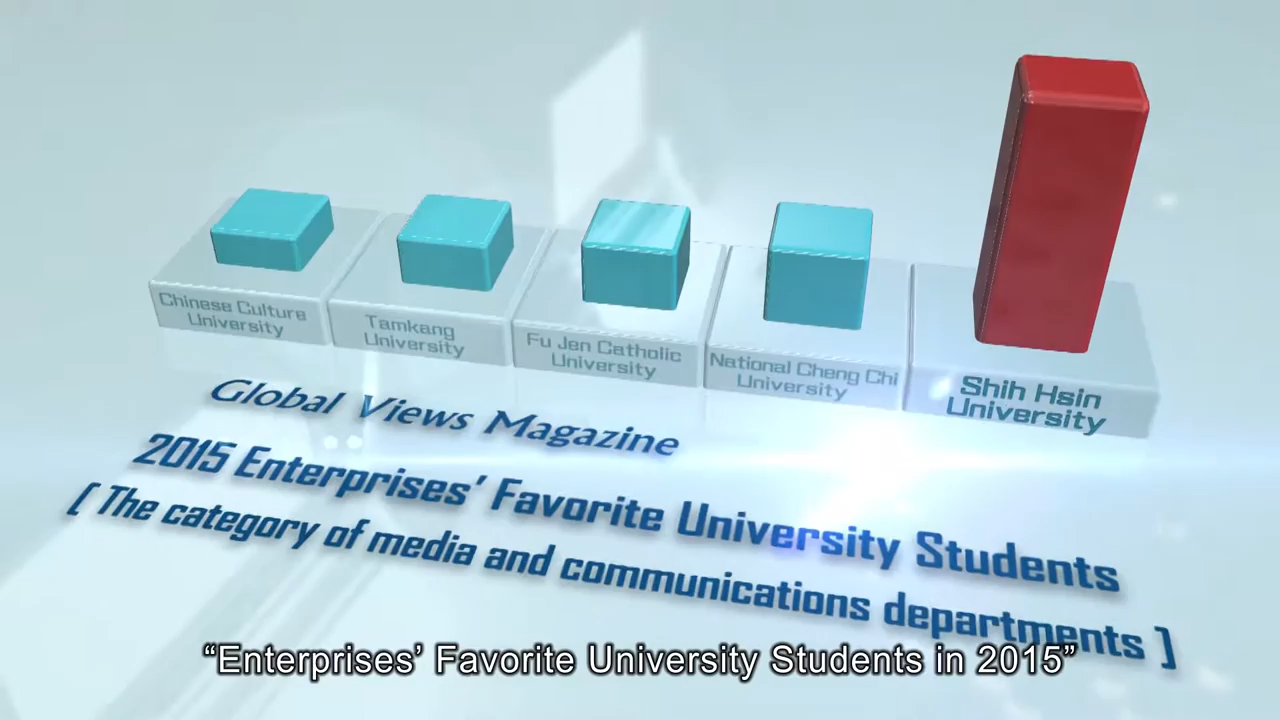 Chinese Culture
University
Tamkang
University
Fu Jen Catholic
University
National Cheng Chi
University
Shih Hsin
University
Global Views Magazine
2015 Enterprises' Favorite University Students
[ The category of media and communications departments ]
“Enterprises’ Favorite University Students in 2015”